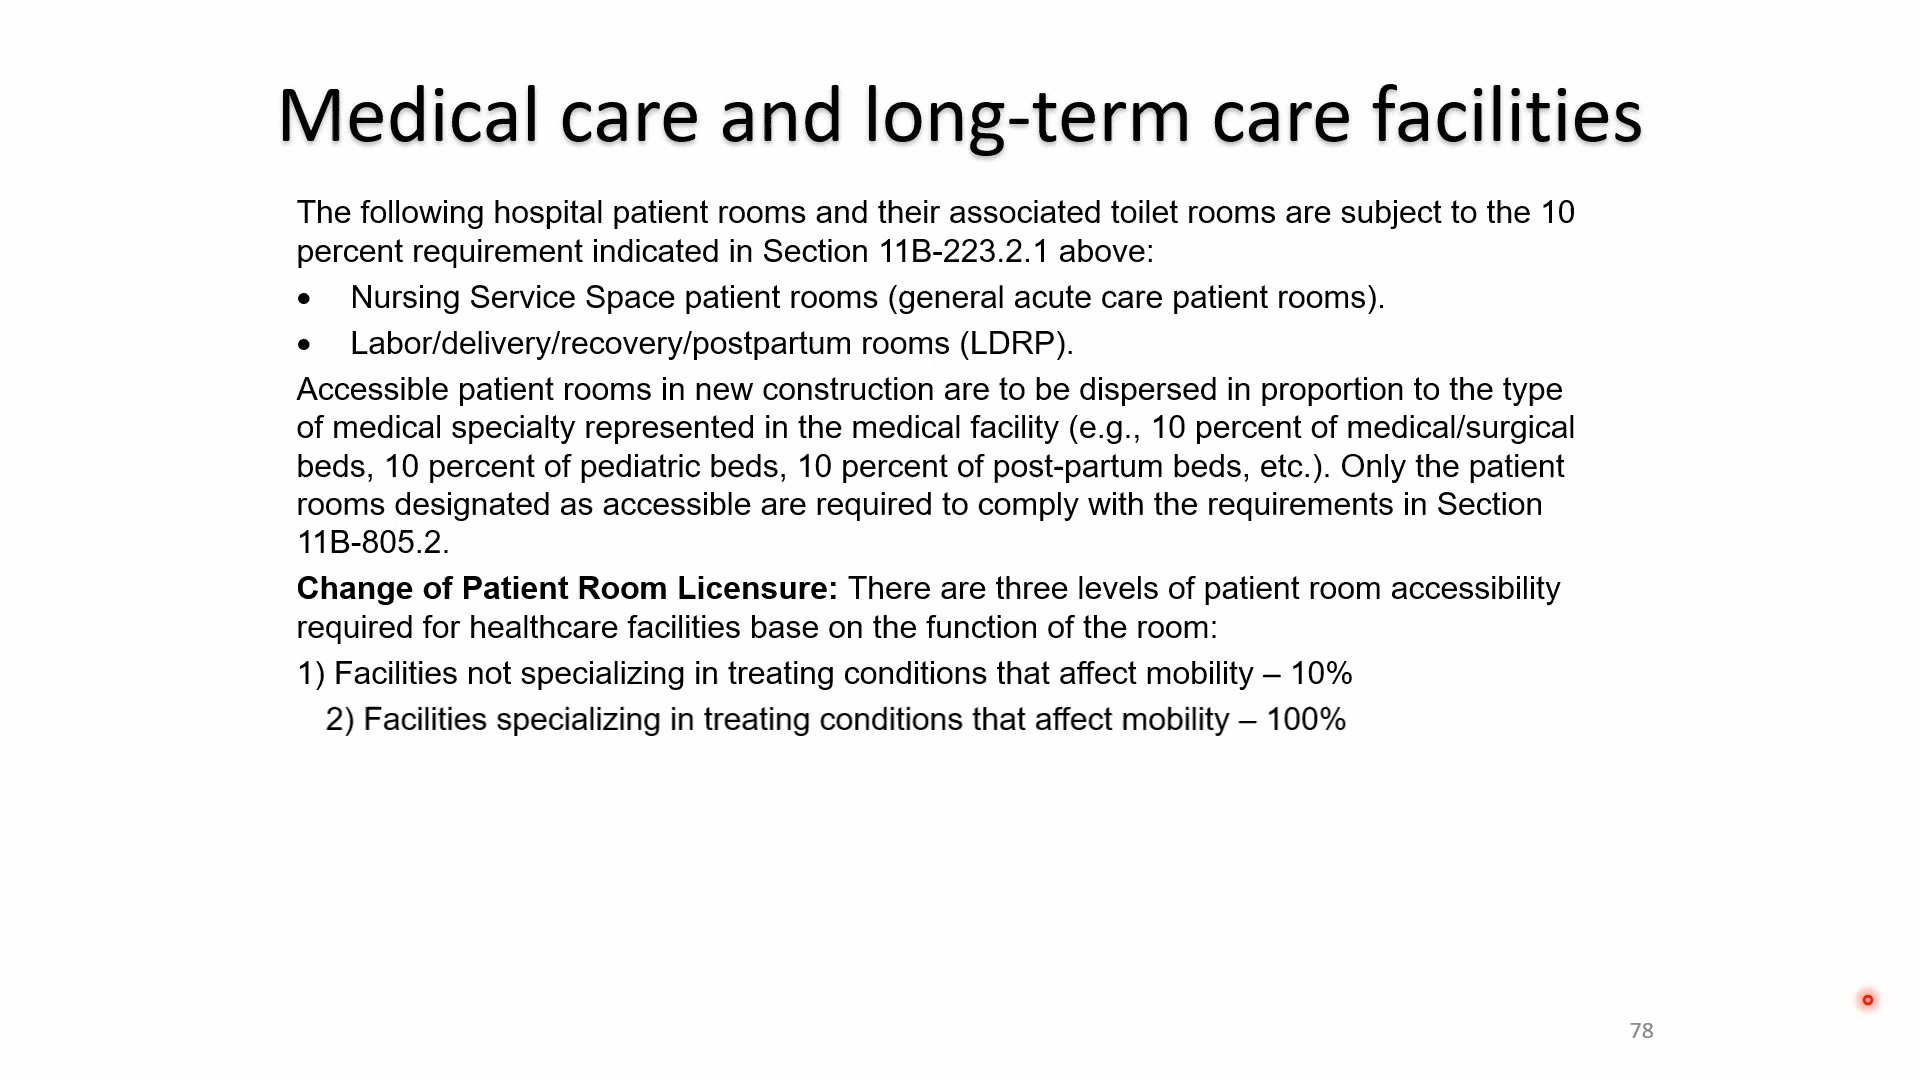 Medical care and long-term care facilities
The following hospital patient rooms and their associated toilet rooms are subject to the 10
percent requirement indicated in Section 11B-223.2.1 above:
• Nursing Service Space patient rooms (general acute care patient rooms).
• Labor/delivery/recovery/postpartum rooms (LDRP).
Accessible patient rooms in new construction are to be dispersed in proportion to the type
of medical specialty represented in the medical facility (e.g., 10 percent of medical/surgical
beds, 10 percent of pediatric beds, 10 percent of post-partum beds, etc.). Only the patient
rooms designated as accessible are required to comply with the requirements in Section
11B-805.2.
Change of Patient Room Licensure: There are three levels of patient room accessibility
required for healthcare facilities base on the function of the room:
1) Facilities not specializing in treating conditions that affect mobility – 10%
2) Facilities specializing in treating conditions that affect mobility – 100%
78